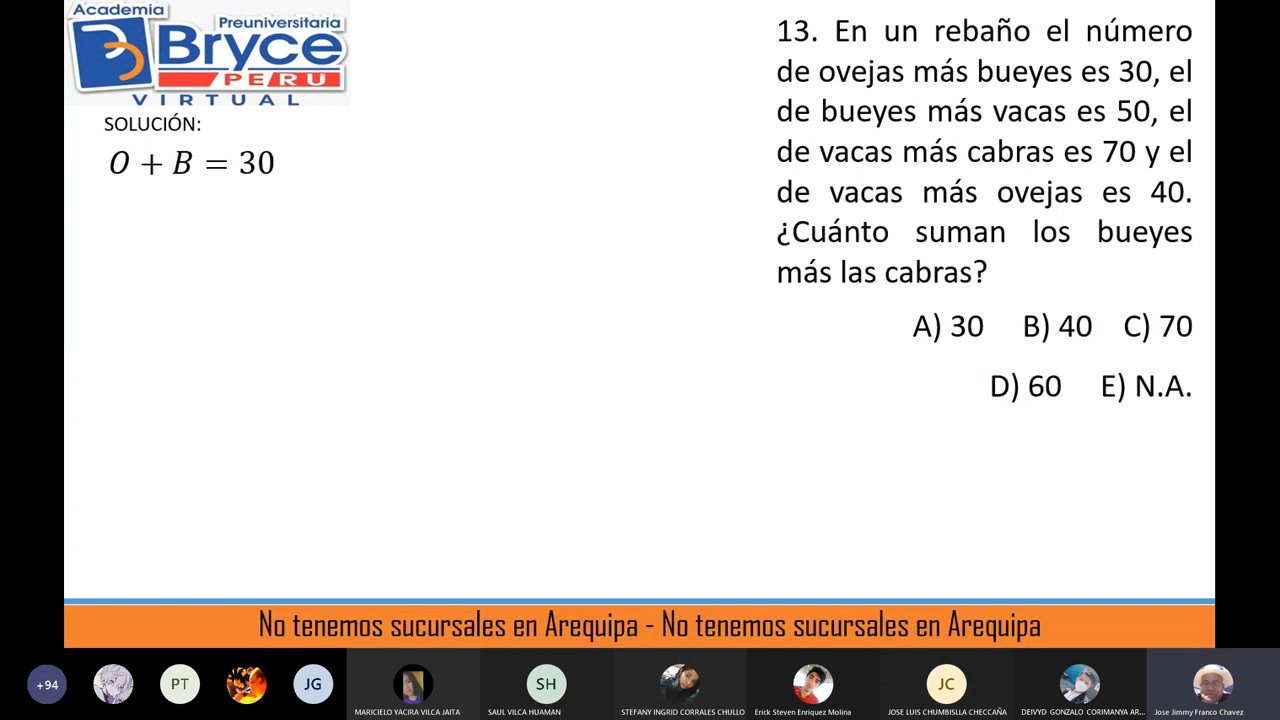 Academia
Preuniversitaria
Bryce
PERU
VIRTUAL
SOLUCIÓN:
O + B = 30
13. En un rebaño el número
de ovejas más bueyes es 30, el
de bueyes más vacas es 50, el
de vacas más cabras es 70 y el
de vacas más ovejas es 40.
¿Cuánto suman los bueyes
más las cabras?
A) 30 B) 40 C) 70
D) 60 E) N.A.
No tenemos sucursales en Arequipa - No tenemos sucursales en Arequipa
+94 PT JG SH JC
MARICIELO YACIRA VILCA JAITA SAUL VILCA HUAMAN STEFANY INGRID CORRALES CHULLO Erick Steven Enriquez Molina JOSE LUIS CHUMBISLLA CHECCAÑA DEIVYD GONZALO CORIMANYA AR... Jose Jimmy Franco Chavez